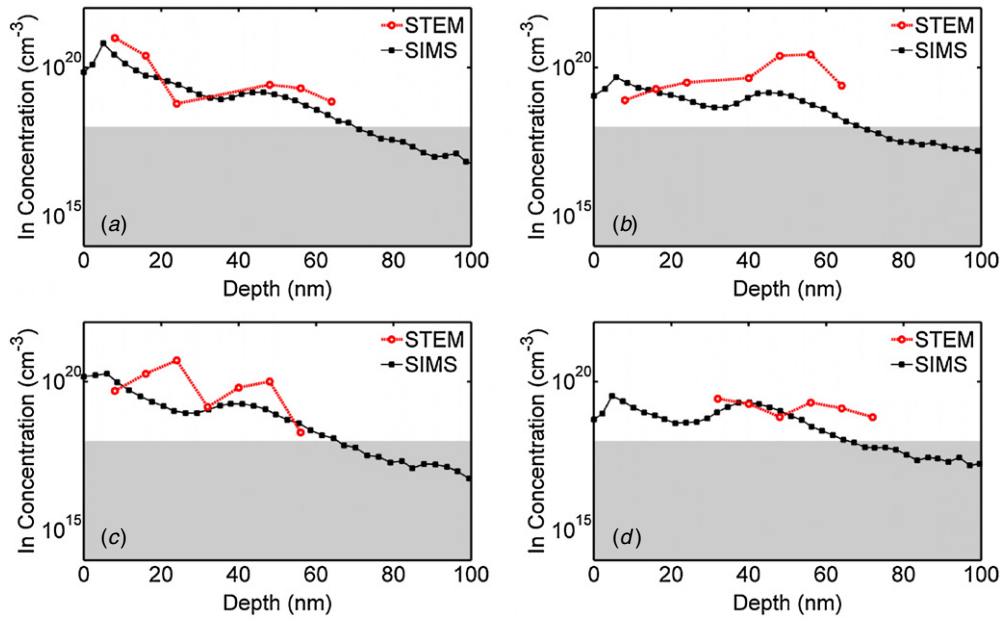 In Concentration (cm-3)
10^20
10^15
STEM
SIMS
(a)
0 20 40 60 80 100
Depth (nm)
In Concentration (cm-3)
10^20
10^15
STEM
SIMS
(b)
0 20 40 60 80 100
Depth (nm)
In Concentration (cm-3)
10^20
10^15
STEM
SIMS
(c)
0 20 40 60 80 100
Depth (nm)
In Concentration (cm-3)
10^20
10^15
STEM
SIMS
(d)
0 20 40 60 80 100
Depth (nm)